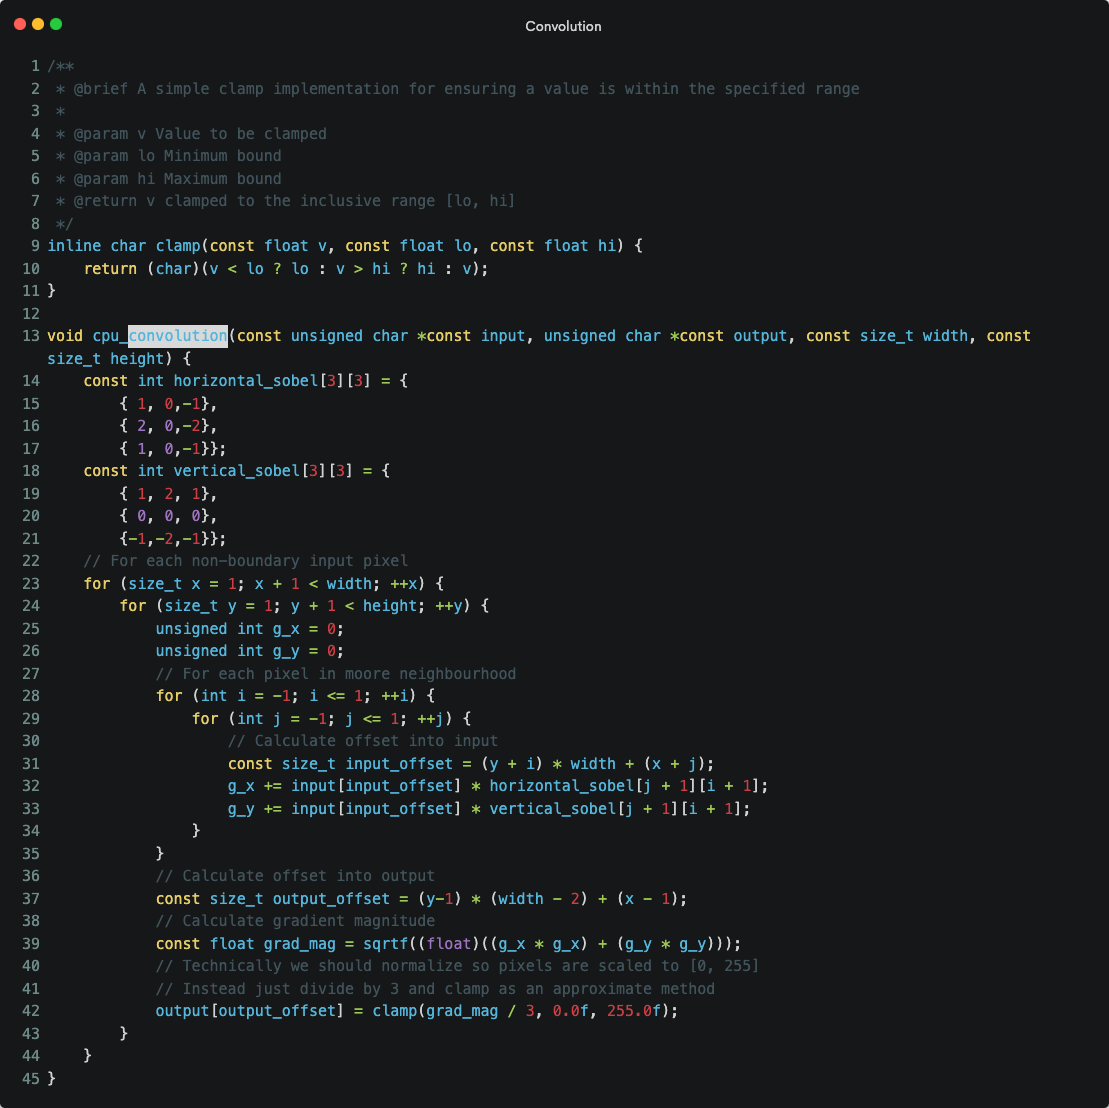 Convolution
1 /**
2  * @brief A simple clamp implementation for ensuring a value is within the specified range
3  *
4  * @param v Value to be clamped
5  * @param lo Minimum bound
6  * @param hi Maximum bound
7  * @return v clamped to the inclusive range [lo, hi]
8  */
9 inline char clamp(const float v, const float lo, const float hi) {
10     return (char)(v < lo ? lo : v > hi ? hi : v);
11 }
12
13 void cpu_convolution(const unsigned char *const input, unsigned char *const output, const size_t width, const
size_t height) {
14     const int horizontal_sobel[3][3] = {
15         { 1, 0,-1},
16         { 2, 0,-2},
17         { 1, 0,-1}};
18     const int vertical_sobel[3][3] = {
19         { 1, 2, 1},
20         { 0, 0, 0},
21         {-1,-2,-1}};
22     // For each non-boundary input pixel
23     for (size_t x = 1; x + 1 < width; ++x) {
24         for (size_t y = 1; y + 1 < height; ++y) {
25             unsigned int g_x = 0;
26             unsigned int g_y = 0;
27             // For each pixel in moore neighbourhood
28             for (int i = -1; i <= 1; ++i) {
29                 for (int j = -1; j <= 1; ++j) {
30                     // Calculate offset into input
31                     const size_t input_offset = (y + i) * width + (x + j);
32                     g_x += input[input_offset] * horizontal_sobel[j + 1][i + 1];
33                     g_y += input[input_offset] * vertical_sobel[j + 1][i + 1];
34                 }
35             }
36             // Calculate offset into output
37             const size_t output_offset = (y-1) * (width - 2) + (x - 1);
38             // Calculate gradient magnitude
39             const float grad_mag = sqrtf((float)((g_x * g_x) + (g_y * g_y)));
40             // Technically we should normalize so pixels are scaled to [0, 255]
41             // Instead just divide by 3 and clamp as an approximate method
42             output[output_offset] = clamp(grad_mag / 3, 0.0f, 255.0f);
43         }
44     }
45 }